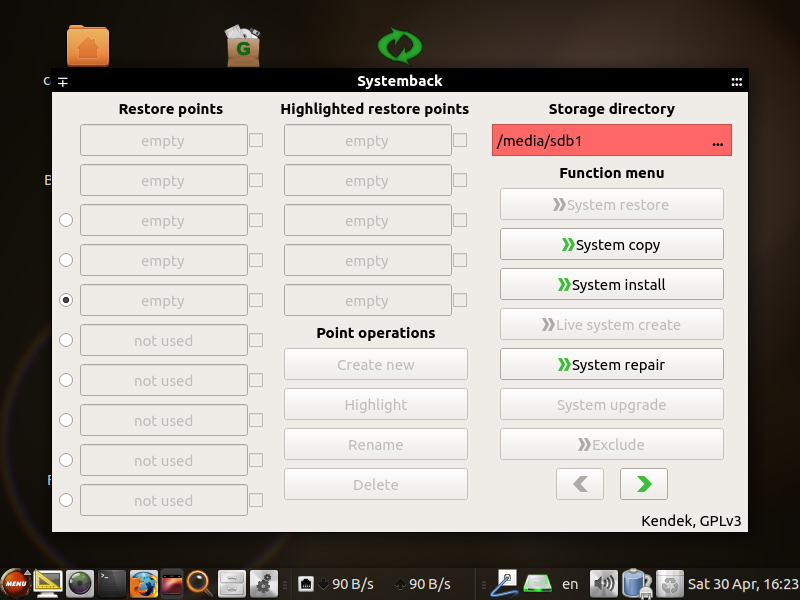 Systemback
Restore points
empty
empty
empty
empty
empty
not used
not used
not used
not used
not used
Highlighted restore points
empty
empty
empty
empty
empty
Point operations
Create new
Highlight
Rename
Delete
Storage directory
/media/sdb1 ...
Function menu
System restore
System copy
System install
Live system create
System repair
System upgrade
Exclude
Kendek, GPLv3
G
MENU
90 B/s
90 B/s
en
Sat 30 Apr, 16:23